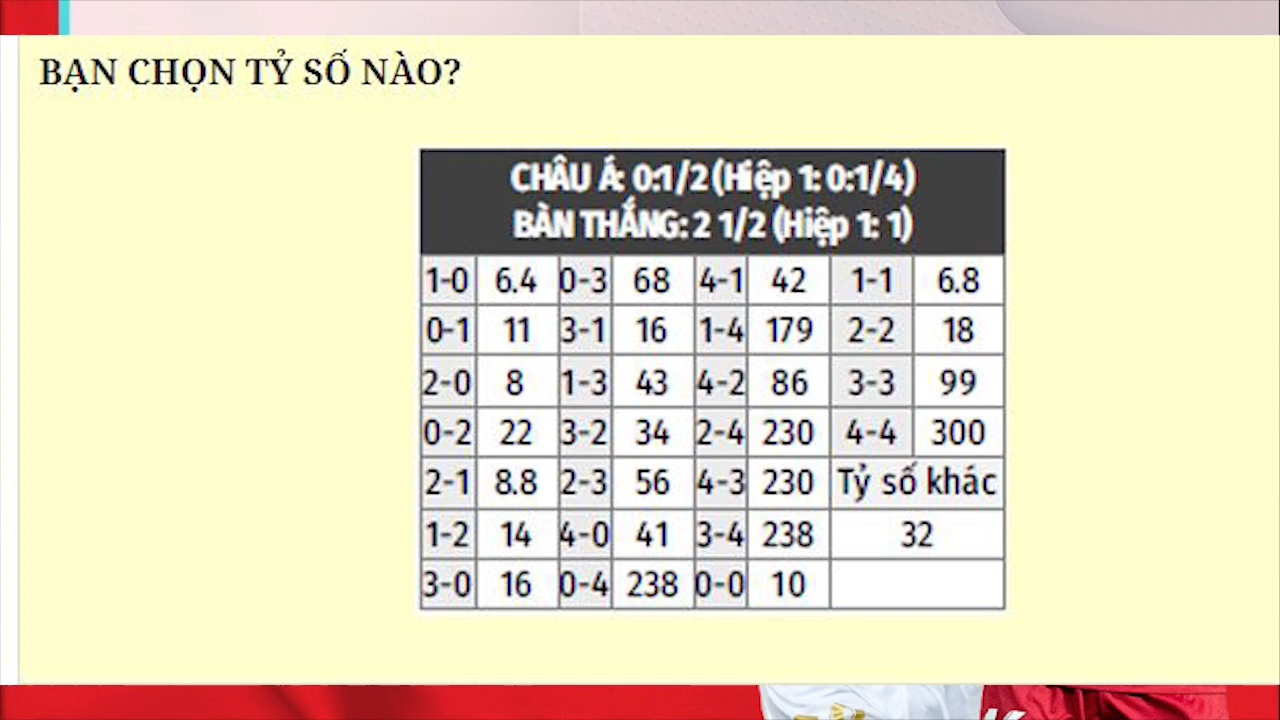 BẠN CHỌN TỶ SỐ NÀO?
CHÂU Á: 0:1/2 (Hiệp 1: 0:1/4)
BÀN THẮNG: 2 1/2 (Hiệp 1: 1)
1-0 6.4 0-3 68 4-1 42 1-1 6.8
0-1 11 3-1 16 1-4 179 2-2 18
2-0 8 1-3 43 4-2 86 3-3 99
0-2 22 3-2 34 2-4 230 4-4 300
2-1 8.8 2-3 56 4-3 230 Tỷ số khác
1-2 14 4-0 41 3-4 238 32
3-0 16 0-4 238 0-0 10